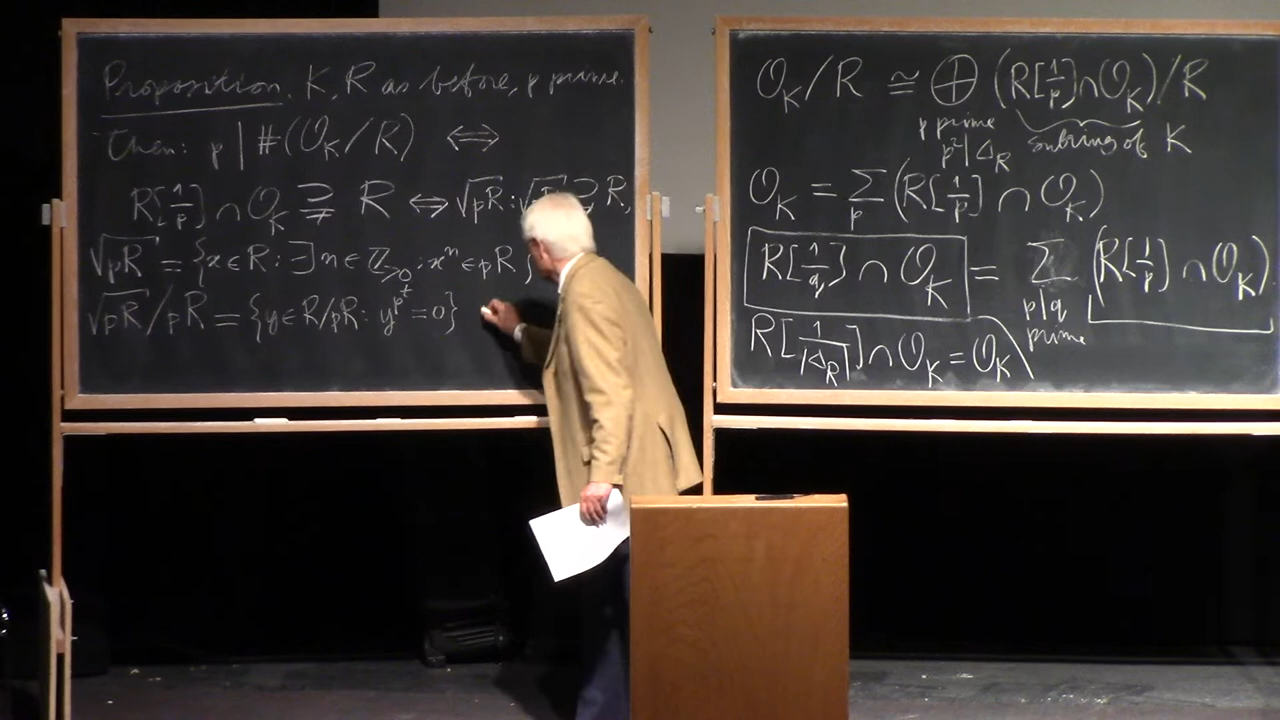 Proposition. K, R as before, p prime.
Then: p | #(O_K/R) ⟺
R[1/p] ∩ O_K ⊋ R ⟺ √pR : √ ⊋ R,
√pR = {x ∈ R : ∃ n ∈ ℤ_{>0} : x^n ∈ pR}
√pR/pR = {y ∈ R/pR : y^{p^t} = 0}
O_K/R ≅ ⊕ (R[1/p] ∩ O_K)/R
p prime
p²|Δ_R
subring of K
O_K = Σ_p (R[1/p] ∩ O_K)
R[1/q] ∩ O_K = Σ (R[1/p] ∩ O_K)
p|q
prime
R[1/|Δ_R|] ∩ O_K = O_K